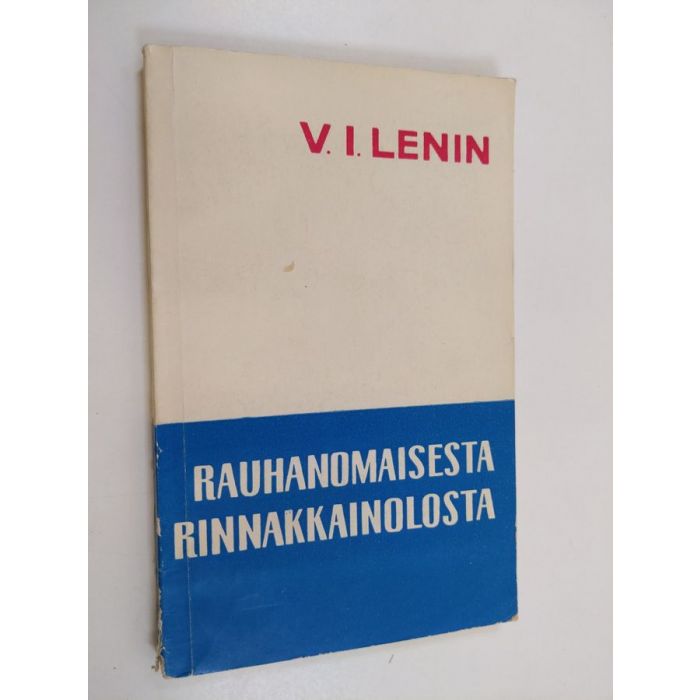 V. I. LENIN
RAUHANOMAISESTA
RINNAKKAINOLOSTA